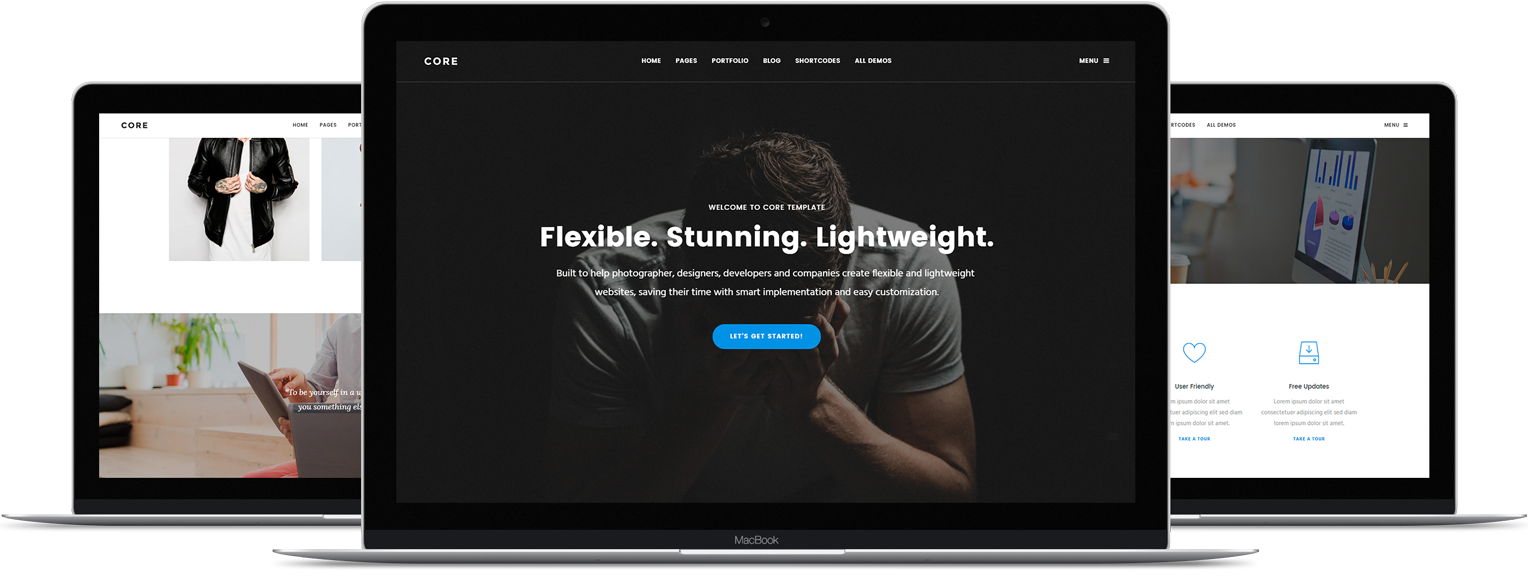 CORE
HOME PAGES PORTFOLIO BLOG SHORTCODES ALL DEMOS
MENU
WELCOME TO CORE TEMPLATE
Flexible. Stunning. Lightweight.
Built to help photographer, designers, developers and companies create flexible and lightweight
websites, saving their time with smart implementation and easy customization.
LET'S GET STARTED!
MacBook
CORE
HOME PAGES PORT
"To be yourself in a
you something els
RTCODES ALL DEMOS
MENU
User Friendly
m ipsum dolor sit amet
tuer adipiscing elit sed diam
m ipsum dolor sit amet.
TAKE A TOUR
Free Updates
Lorem ipsum dolor sit amet
consectetuer adipiscing elit sed diam
lorem ipsum dolor sit amet.
TAKE A TOUR